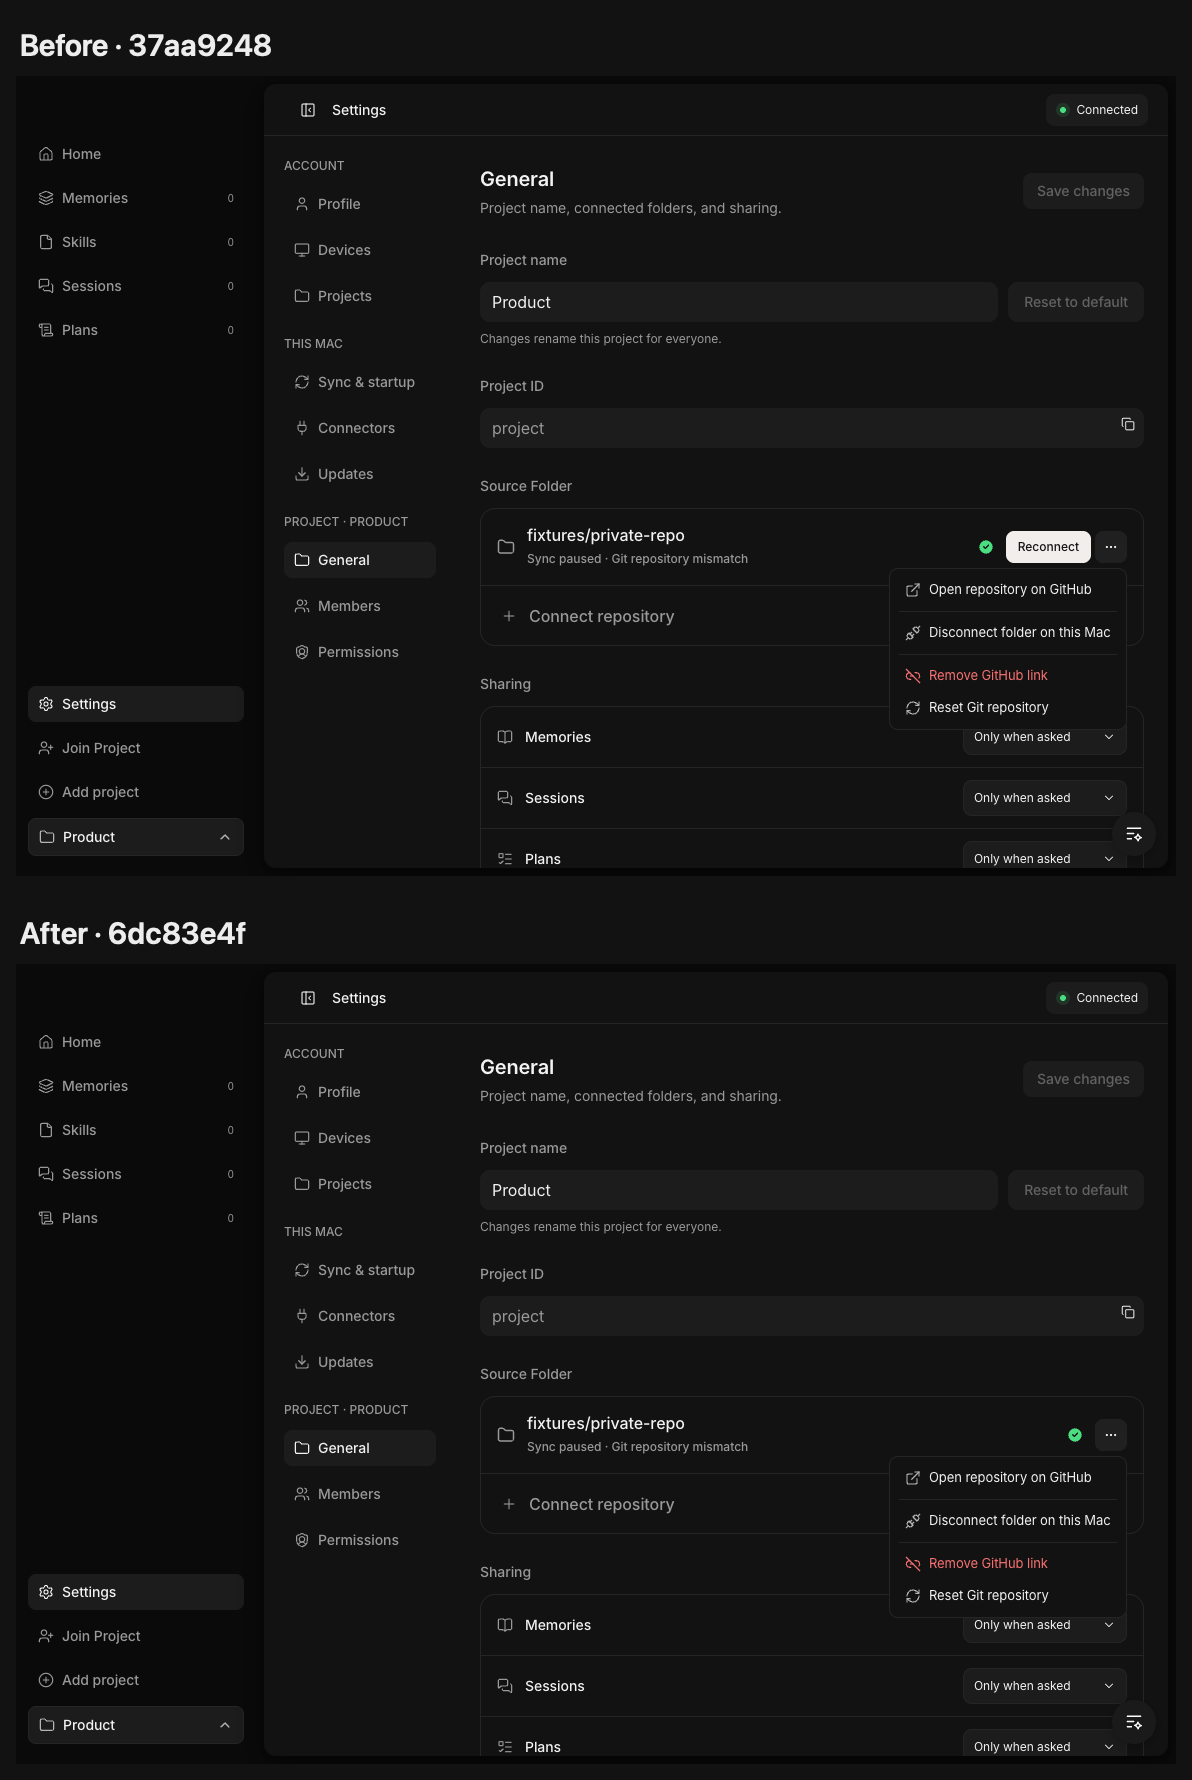 Before · 37aa9248
Settings
Connected
Home
Memories 0
Skills 0
Sessions 0
Plans 0
Settings
Join Project
Add project
Product
ACCOUNT
Profile
Devices
Projects
THIS MAC
Sync & startup
Connectors
Updates
PROJECT · PRODUCT
General
Members
Permissions
General
Save changes
Project name, connected folders, and sharing.
Project name
Product
Reset to default
Changes rename this project for everyone.
Project ID
project
Source Folder
fixtures/private-repo
Sync paused · Git repository mismatch
Reconnect
Connect repository
Open repository on GitHub
Disconnect folder on this Mac
Remove GitHub link
Reset Git repository
Sharing
Memories
Only when asked
Sessions
Only when asked
Plans
Only when asked
After · 6dc83e4f
Settings
Connected
Home
Memories 0
Skills 0
Sessions 0
Plans 0
Settings
Join Project
Add project
Product
ACCOUNT
Profile
Devices
Projects
THIS MAC
Sync & startup
Connectors
Updates
PROJECT · PRODUCT
General
Members
Permissions
General
Save changes
Project name, connected folders, and sharing.
Project name
Product
Reset to default
Changes rename this project for everyone.
Project ID
project
Source Folder
fixtures/private-repo
Sync paused · Git repository mismatch
Connect repository
Open repository on GitHub
Disconnect folder on this Mac
Remove GitHub link
Reset Git repository
Sharing
Memories
Only when asked
Sessions
Only when asked
Plans
Only when asked